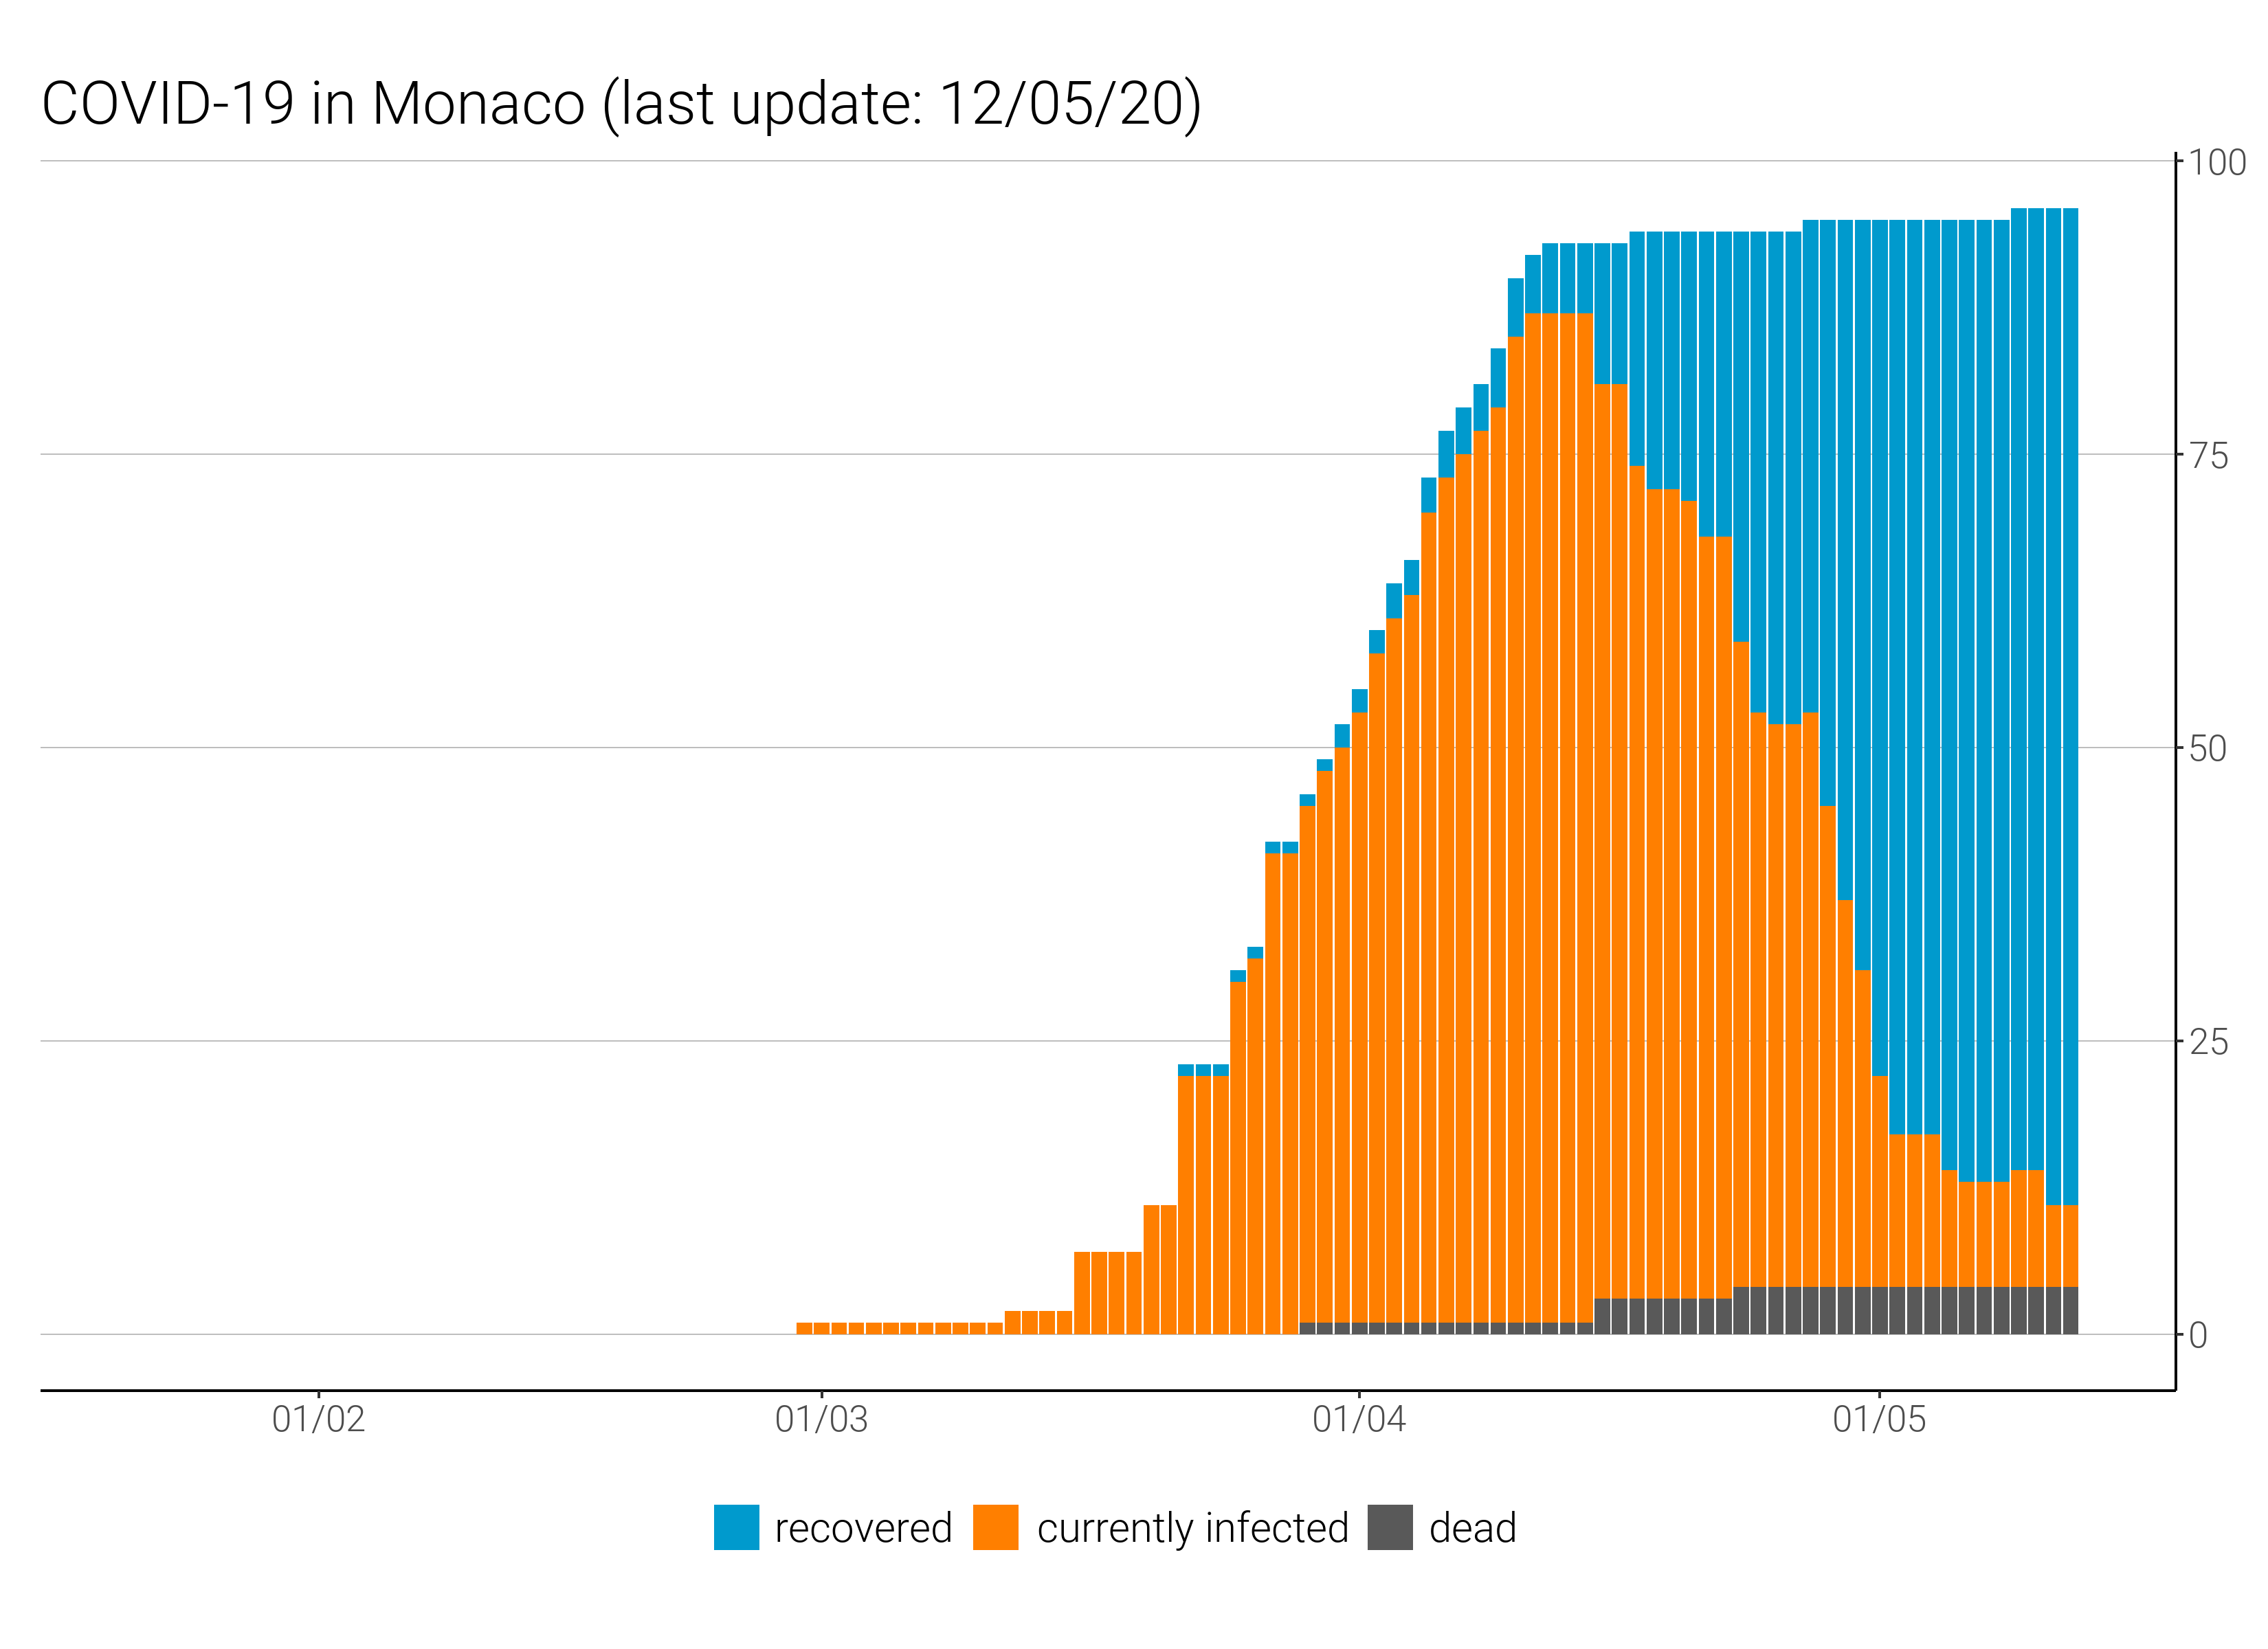 COVID-19 in Monaco (last update: 12/05/20)
100
75
50
25
0
01/02 01/03 01/04 01/05
recovered currently infected dead